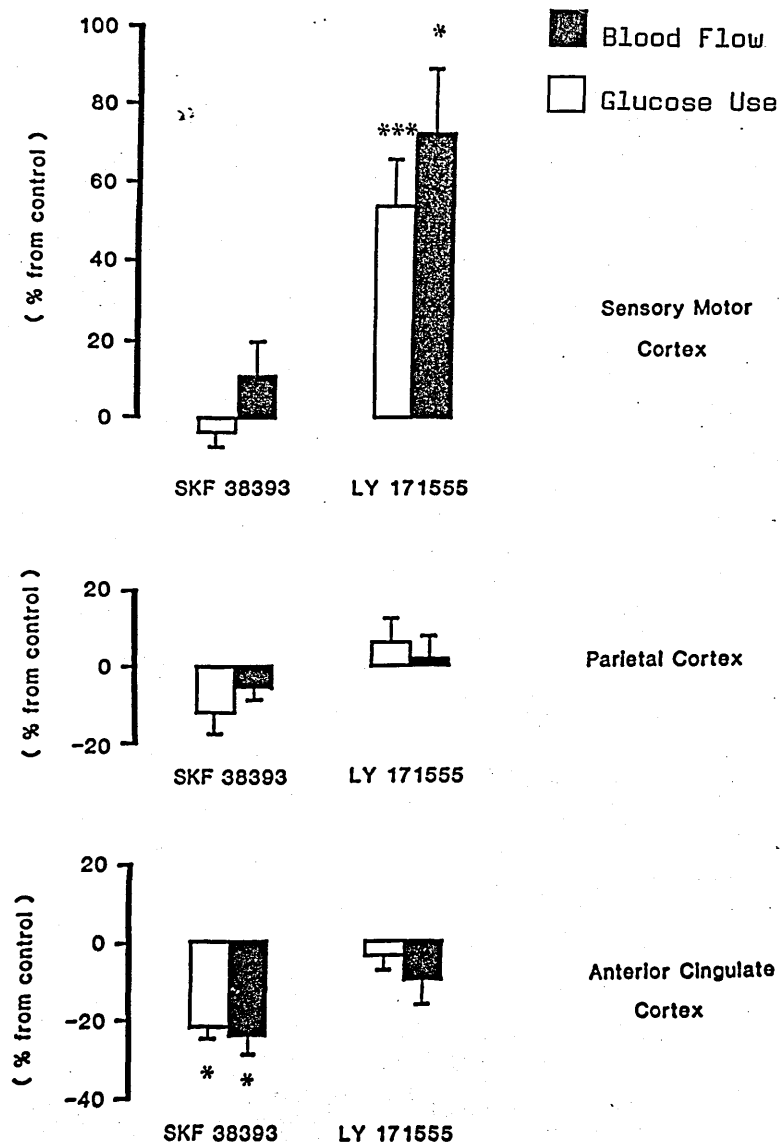 Blood Flow
Glucose Use
( % from control )
100
80
60
40
20
0
*
***
SKF 38393
LY 171555
Sensory Motor
Cortex
( % from control )
20
0
-20
SKF 38393
LY 171555
Parietal Cortex
( % from control )
20
0
-20
-40
*
*
SKF 38393
LY 171555
Anterior Cingulate
Cortex